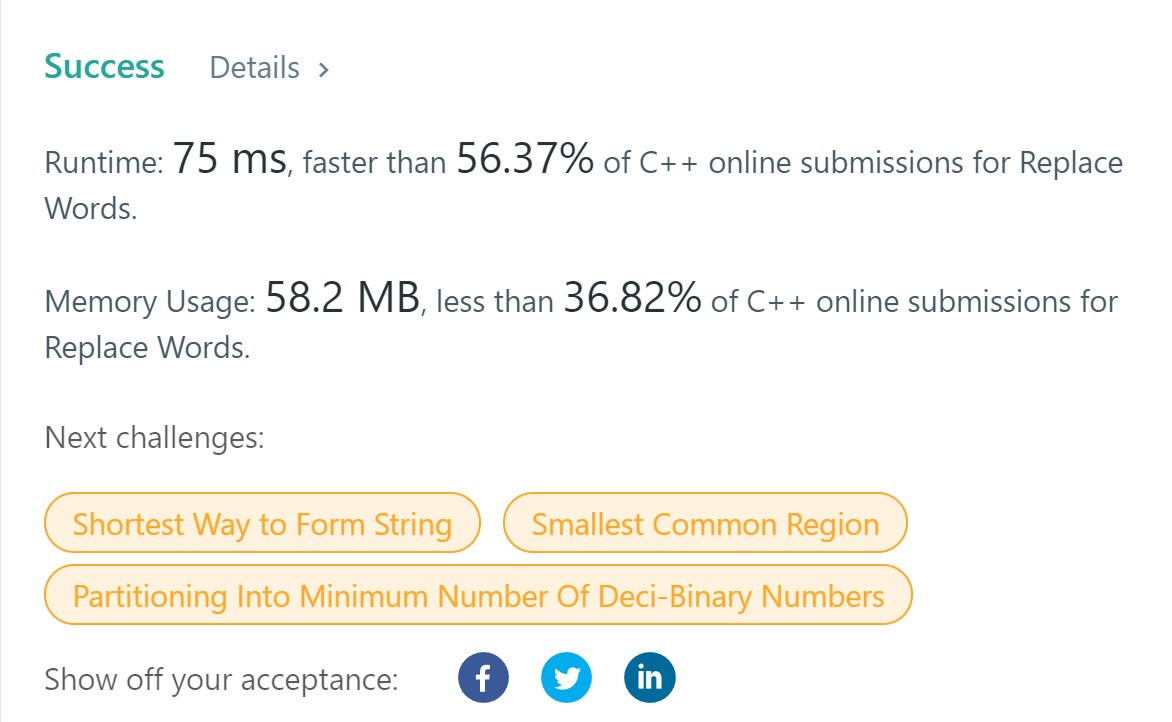 Success Details >
Runtime: 75 ms, faster than 56.37% of C++ online submissions for Replace
Words.
Memory Usage: 58.2 MB, less than 36.82% of C++ online submissions for
Replace Words.
Next challenges:
Shortest Way to Form String Smallest Common Region
Partitioning Into Minimum Number Of Deci-Binary Numbers
Show off your acceptance: f in